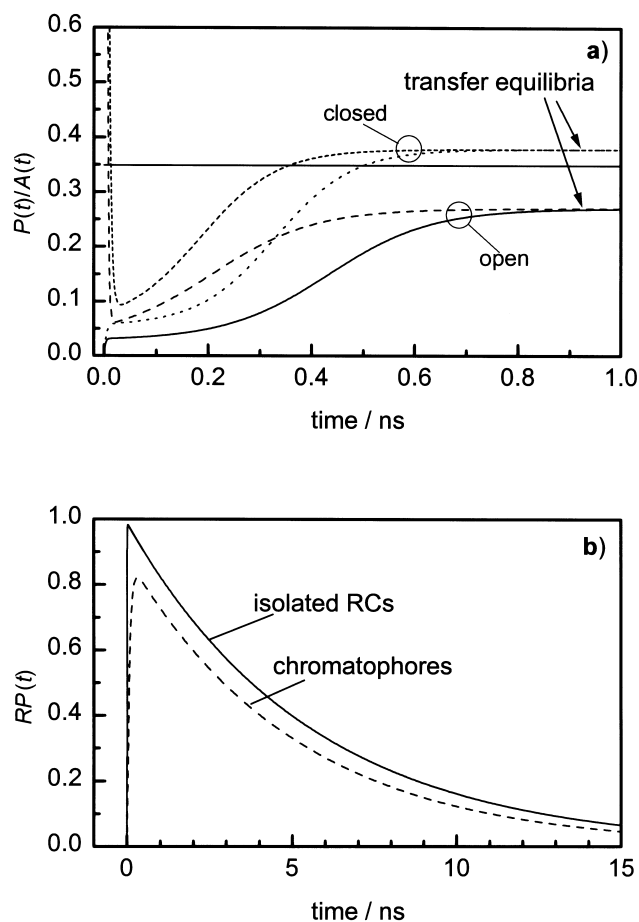 0.6
0.5
0.4
0.3
0.2
0.1
0.0
P(t)/A(t)
a)
transfer equilibria
closed
open
0.0 0.2 0.4 0.6 0.8 1.0
time / ns
1.0
0.8
0.6
0.4
0.2
0.0
RP(t)
b)
isolated RCs
chromatophores
0 5 10 15
time / ns